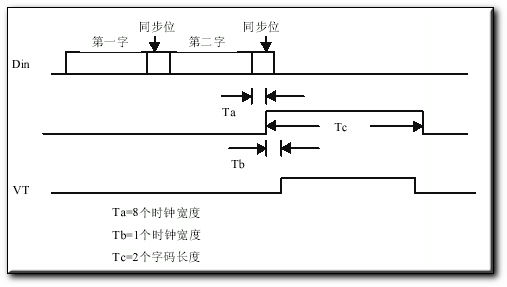 同步位 同步位
第一字 第二字
Din
Ta
Tc
Tb
VT
Ta=8个时钟宽度
Tb=1个时钟宽度
Tc=2个字码长度